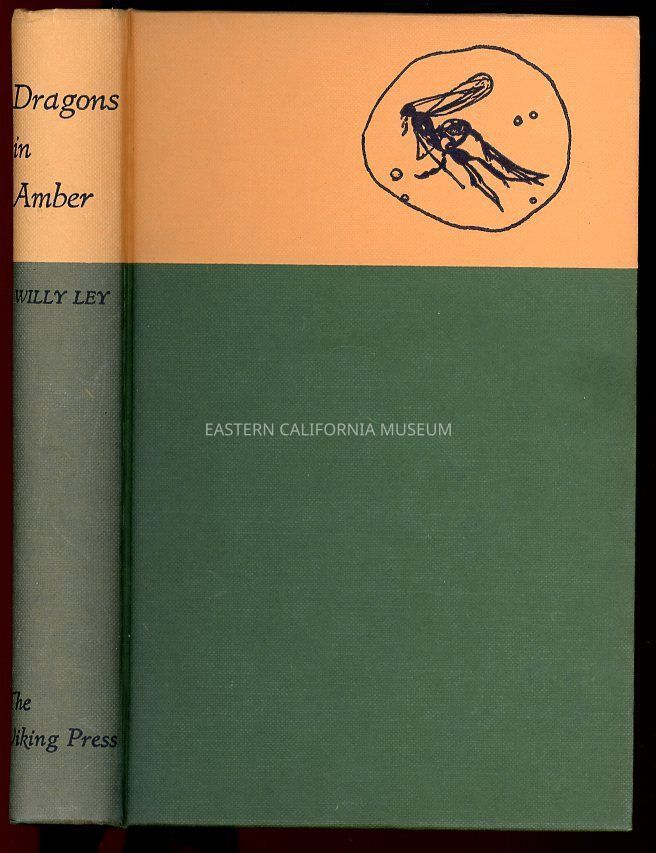 Dragons
in
Amber
WILLY LEY
EASTERN CALIFORNIA MUSEUM
The
Viking Press